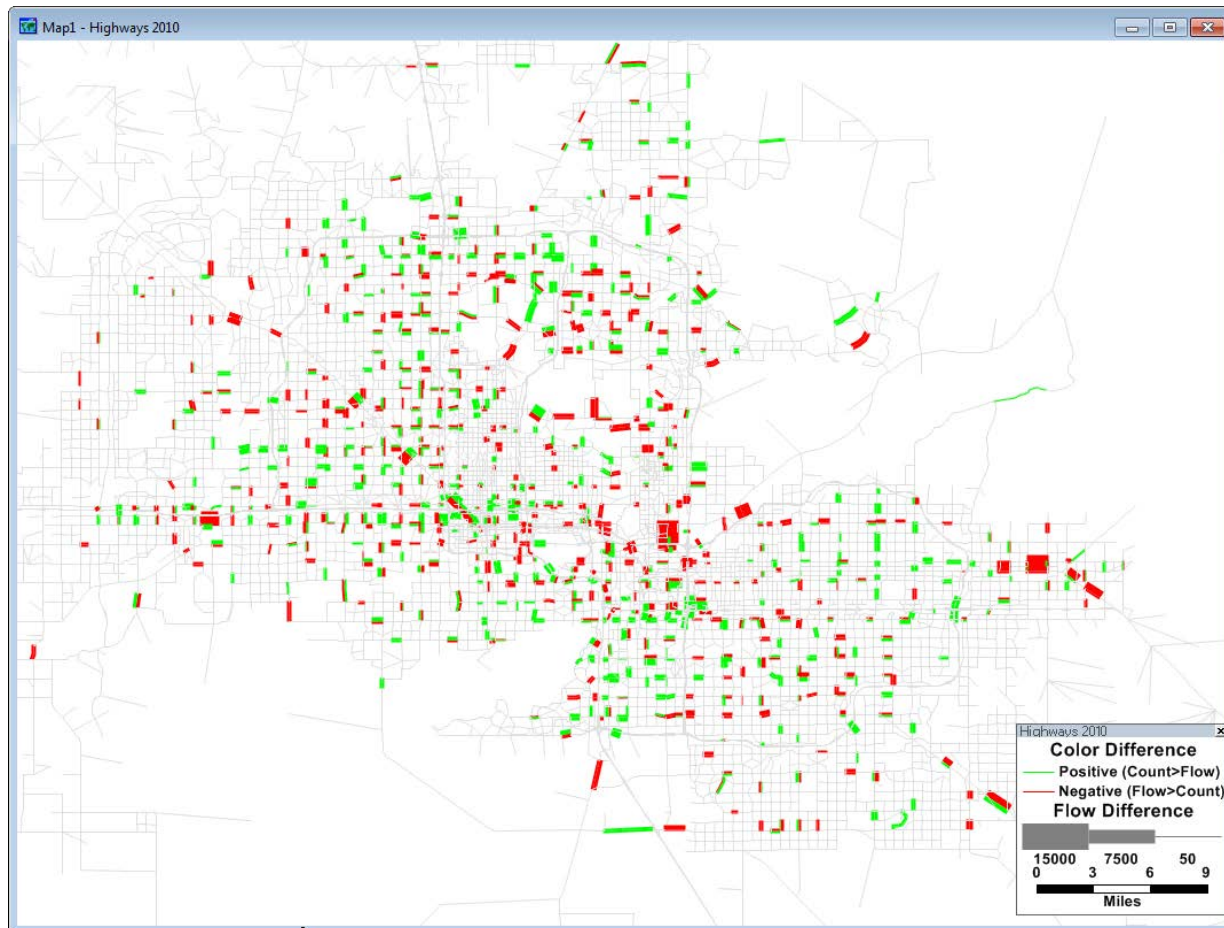 Map1 - Highways 2010
Highways 2010
Color Difference
Positive (Count>Flow)
Negative (Flow>Count)
Flow Difference
15000 7500 50
0 3 6 9
Miles